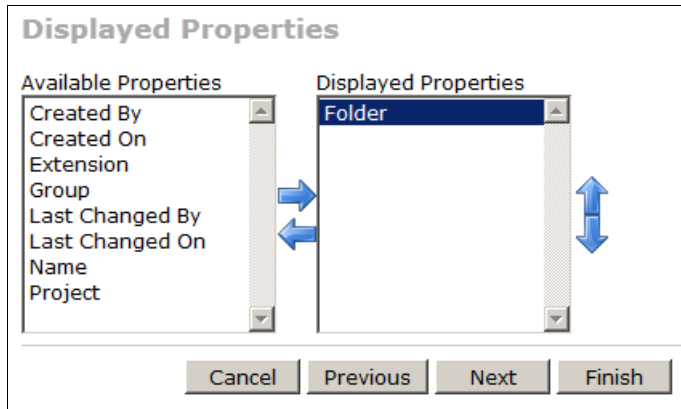 Displayed Properties
Available Properties
Created By
Created On
Extension
Group
Last Changed By
Last Changed On
Name
Project
Displayed Properties
Folder
Cancel
Previous
Next
Finish